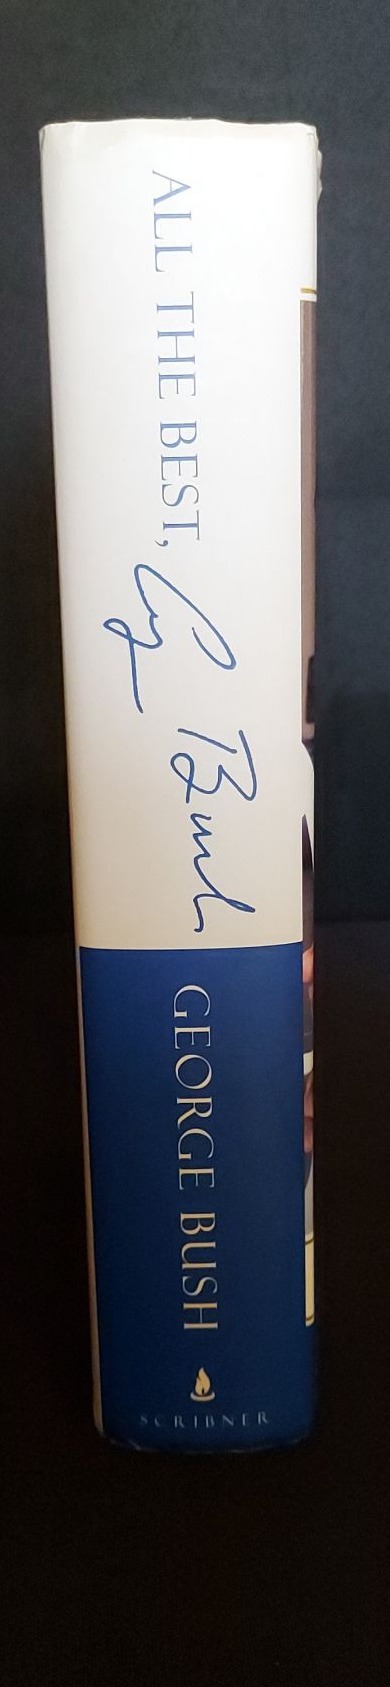 ALL THE BEST, G Bush
GEORGE BUSH
SCRIBNER